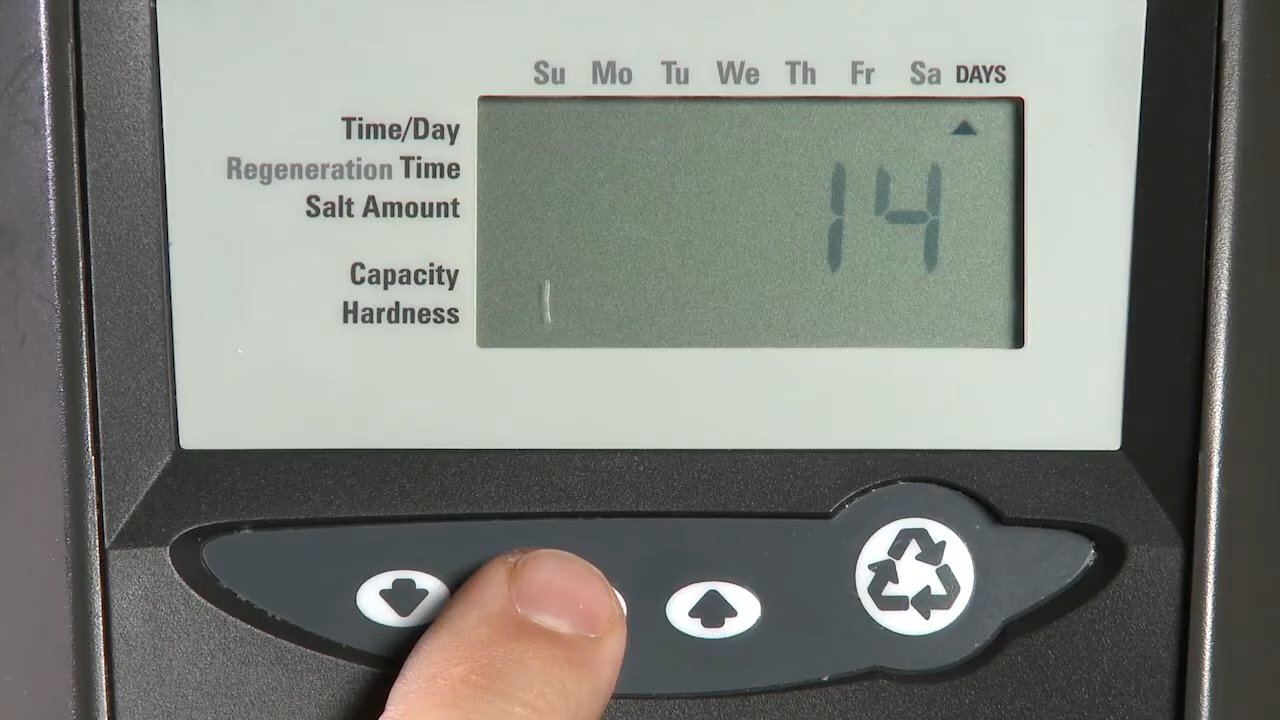 Su Mo Tu We Th Fr Sa DAYS
Time/Day
Regeneration Time
Salt Amount
14
Capacity
Hardness